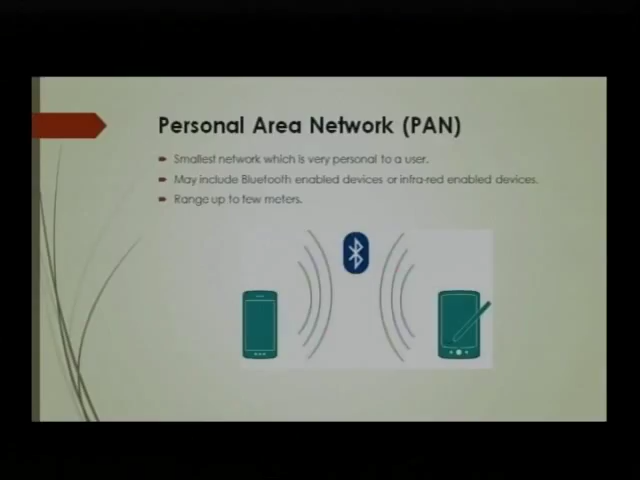 Personal Area Network (PAN)
Smallest network which is very personal to a user.
May include Bluetooth enabled devices or infra-red enabled devices.
Range up to few meters.